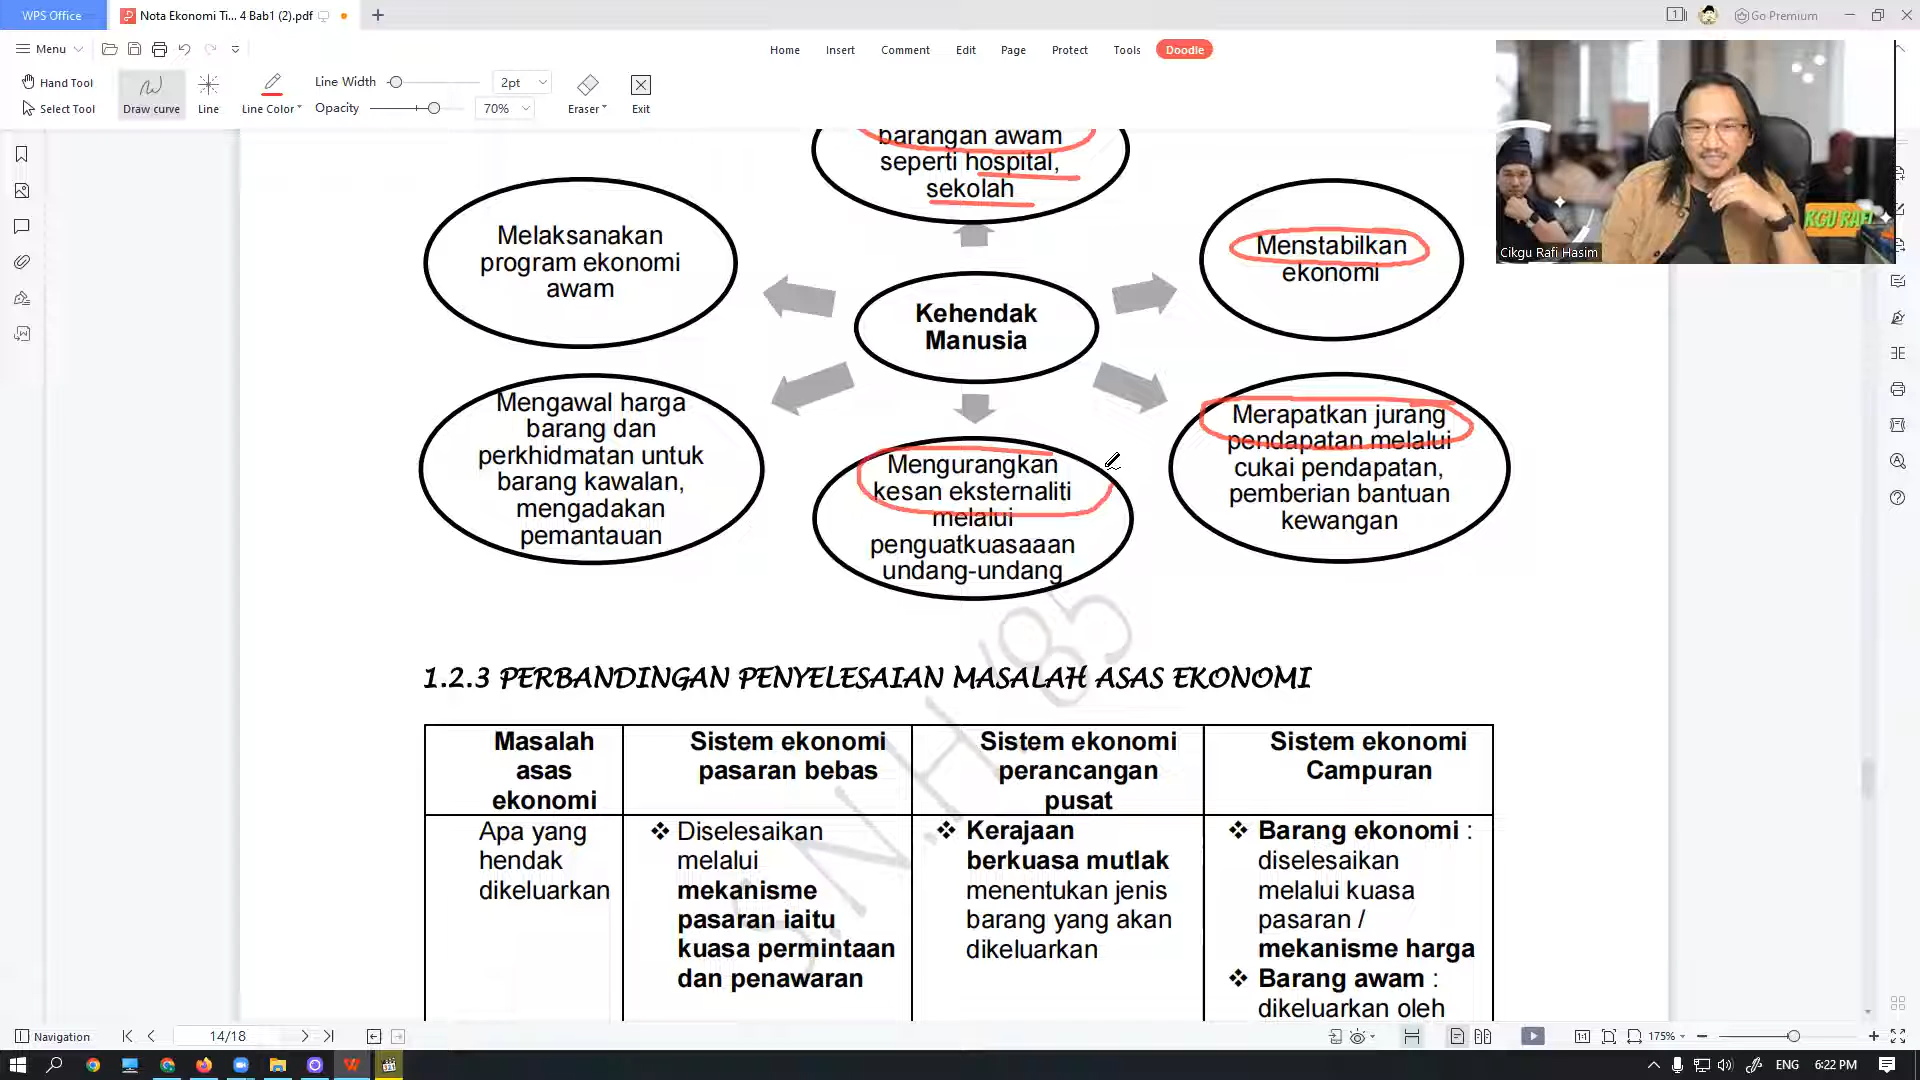 WPS Office
Nota Ekonomi Ti... 4 Bab1 (2).pdf
1
Go Premium
Menu
Home
Insert
Comment
Edit
Page
Protect
Tools
Doodle
Hand Tool
Select Tool
Draw curve
Line
Line Color
Line Width
2pt
Opacity
70%
Eraser
Exit
KGU RAFI
Cikgu Rafi Hasim
barangan awam
seperti hospital,
sekolah
Melaksanakan
program ekonomi
awam
Menstabilkan
ekonomi
Kehendak
Manusia
Mengawal harga
barang dan
perkhidmatan untuk
barang kawalan,
mengadakan
pemantauan
Mengurangkan
kesan eksternaliti
melalui
penguatkuasaaan
undang-undang
Merapatkan jurang
pendapatan melalui
cukai pendapatan,
pemberian bantuan
kewangan
1.2.3 PERBANDINGAN PENYELESAIAN MASALAH ASAS EKONOMI
Masalah
asas
ekonomi
Sistem ekonomi
pasaran bebas
Sistem ekonomi
perancangan
pusat
Sistem ekonomi
Campuran
Apa yang
hendak
dikeluarkan
❖ Diselesaikan
melalui
mekanisme
pasaran iaitu
kuasa permintaan
dan penawaran
❖ Kerajaan
berkuasa mutlak
menentukan jenis
barang yang akan
dikeluarkan
❖ Barang ekonomi :
diselesaikan
melalui kuasa
pasaran /
mekanisme harga
❖ Barang awam :
dikeluarkan oleh
Navigation
14/18
175%
ENG
6:22 PM